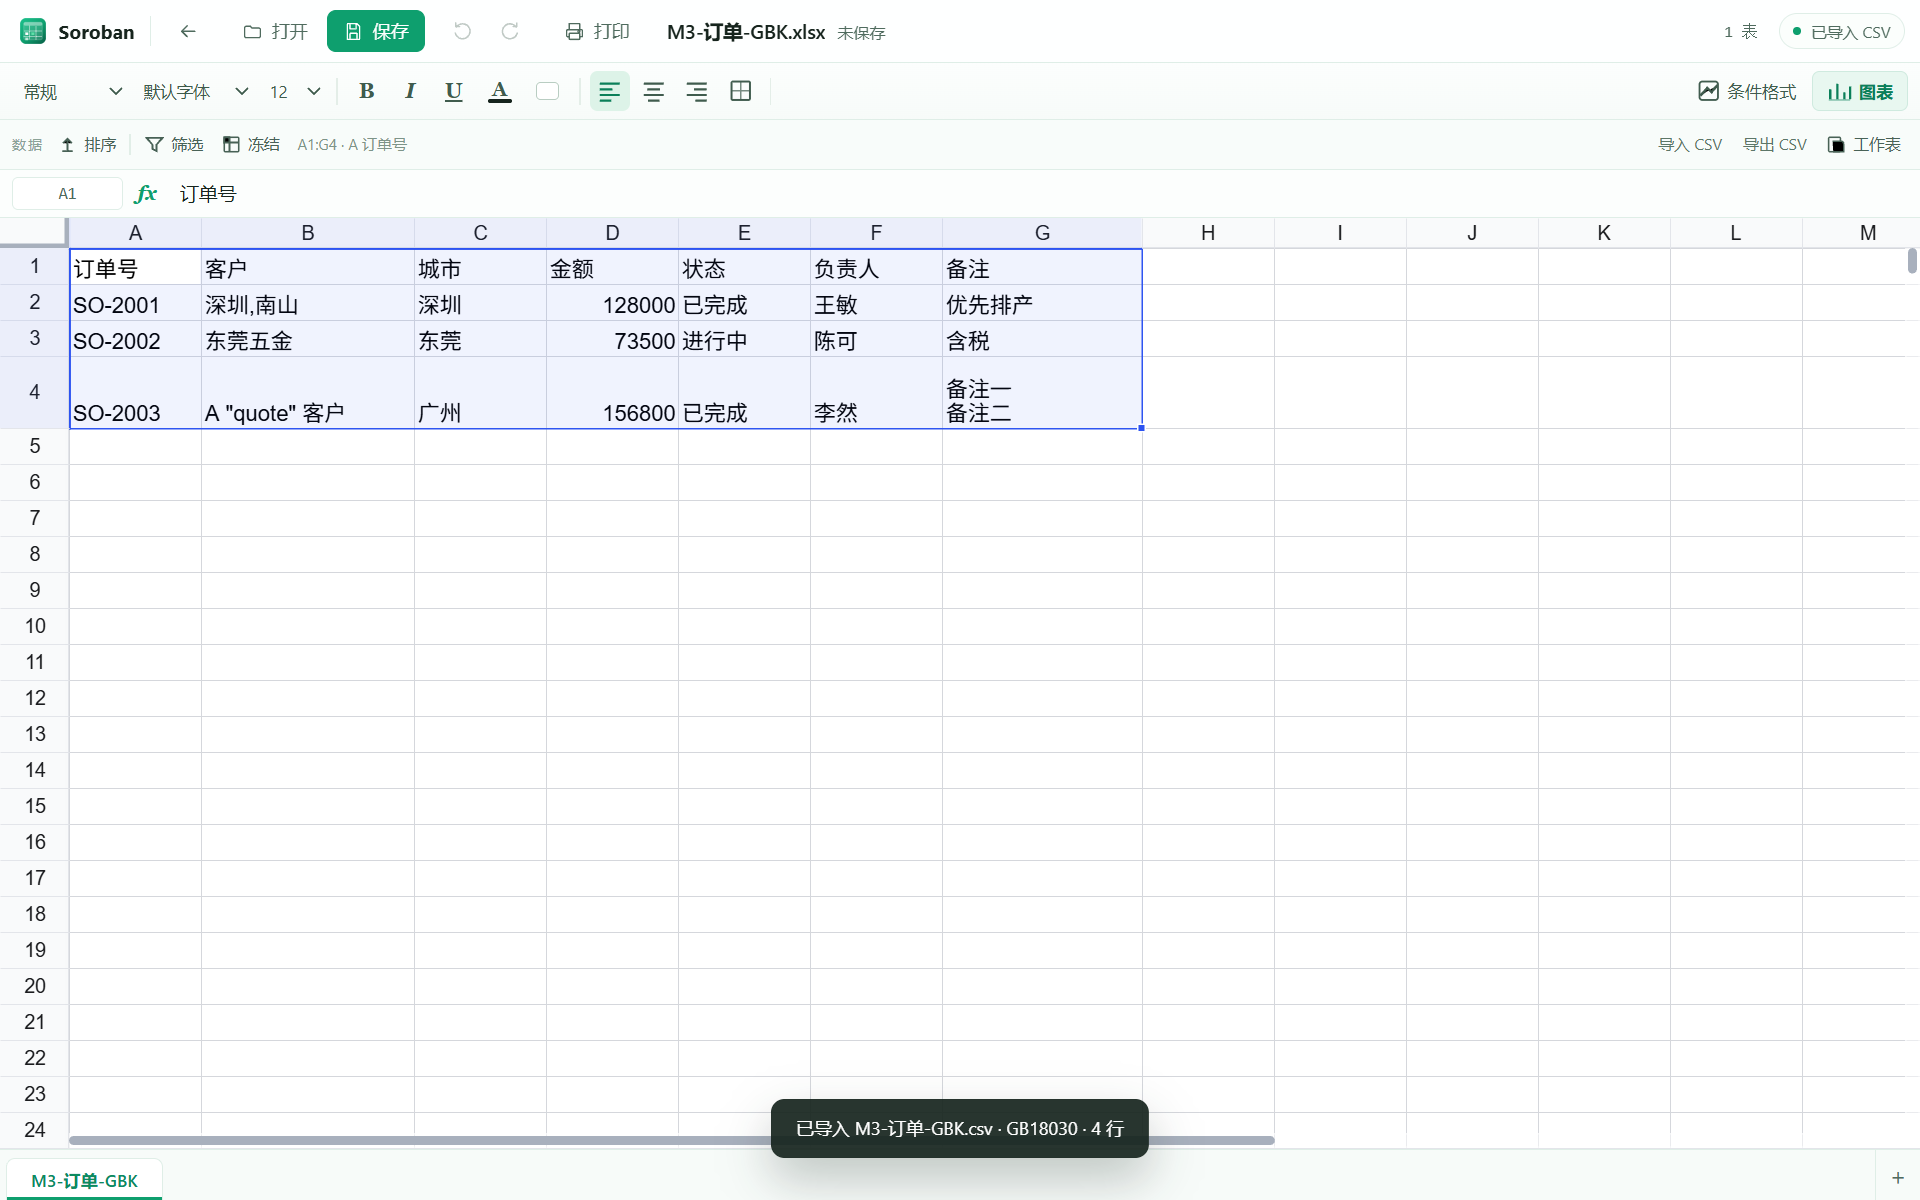 Soroban 打开 保存 打印 M3-订单-GBK.xlsx 未保存 1 表 已导入 CSV
常规 默认字体 12 B I U A 条件格式 图表
数据 排序 筛选 冻结 A1:G4 · A 订单号 导入 CSV 导出 CSV 工作表
A1 fx 订单号
A B C D E F G H I J K L M
1 订单号 客户 城市 金额 状态 负责人 备注
2 SO-2001 深圳,南山 深圳 128000 已完成 王敏 优先排产
3 SO-2002 东莞五金 东莞 73500 进行中 陈可 含税
4 SO-2003 A "quote" 客户 广州 156800 已完成 李然 备注一
备注二
5
6
7
8
9
10
11
12
13
14
15
16
17
18
19
20
21
22
23
24
已导入 M3-订单-GBK.csv · GB18030 · 4 行
M3-订单-GBK +